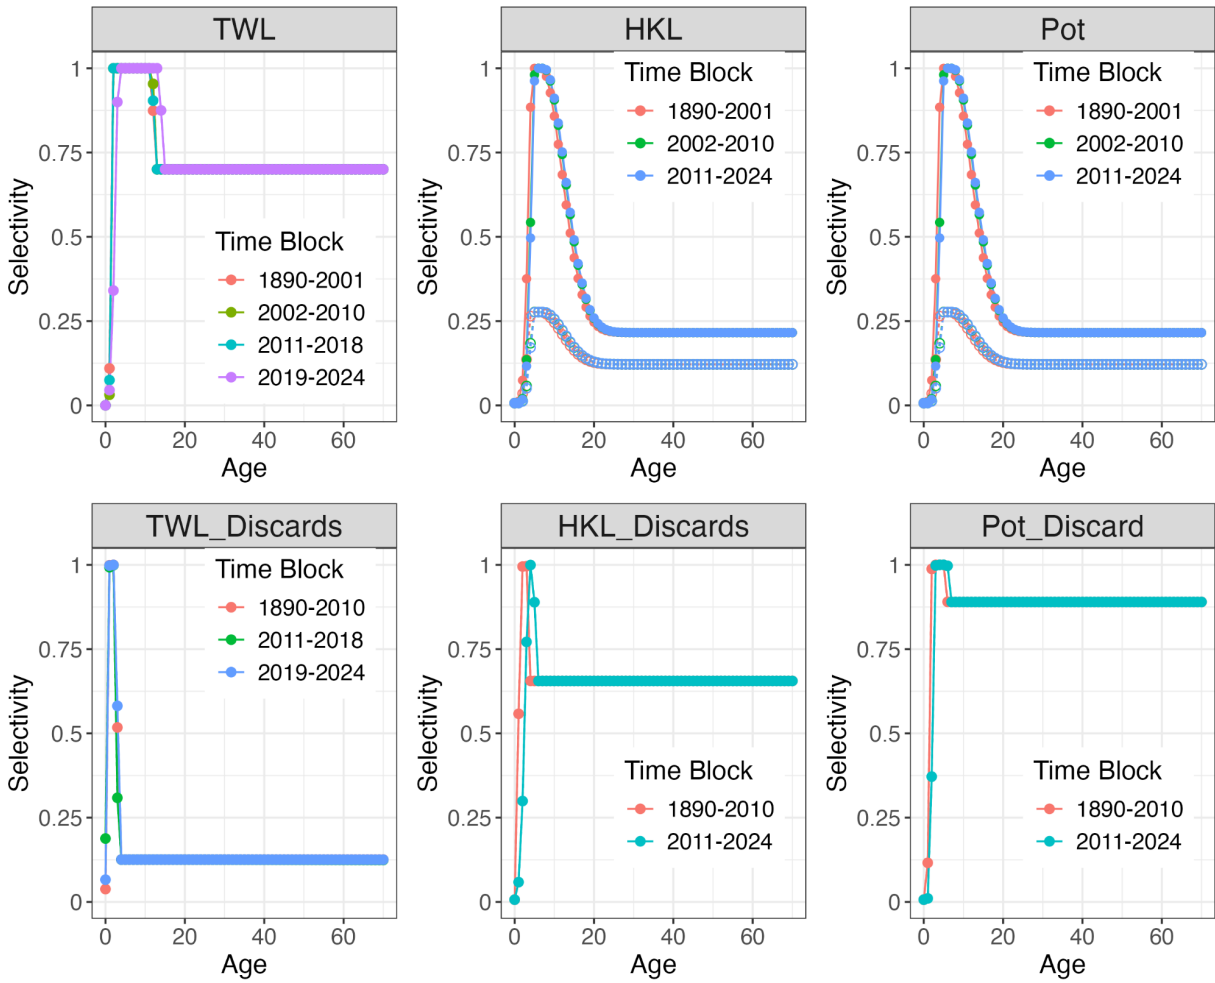 TWL
HKL
Pot
Selectivity
1
0.75
0.5
0.25
0
Time Block
1890-2001
2002-2010
2011-2018
2019-2024
0 20 40 60
Age
Selectivity
1
0.75
0.5
0.25
0
Time Block
1890-2001
2002-2010
2011-2024
0 20 40 60
Age
Selectivity
1
0.75
0.5
0.25
0
Time Block
1890-2001
2002-2010
2011-2024
0 20 40 60
Age
TWL_Discards
HKL_Discards
Pot_Discard
Selectivity
1
0.75
0.5
0.25
0
Time Block
1890-2010
2011-2018
2019-2024
0 20 40 60
Age
Selectivity
1
0.75
0.5
0.25
0
Time Block
1890-2010
2011-2024
0 20 40 60
Age
Selectivity
1
0.75
0.5
0.25
0
Time Block
1890-2010
2011-2024
0 20 40 60
Age